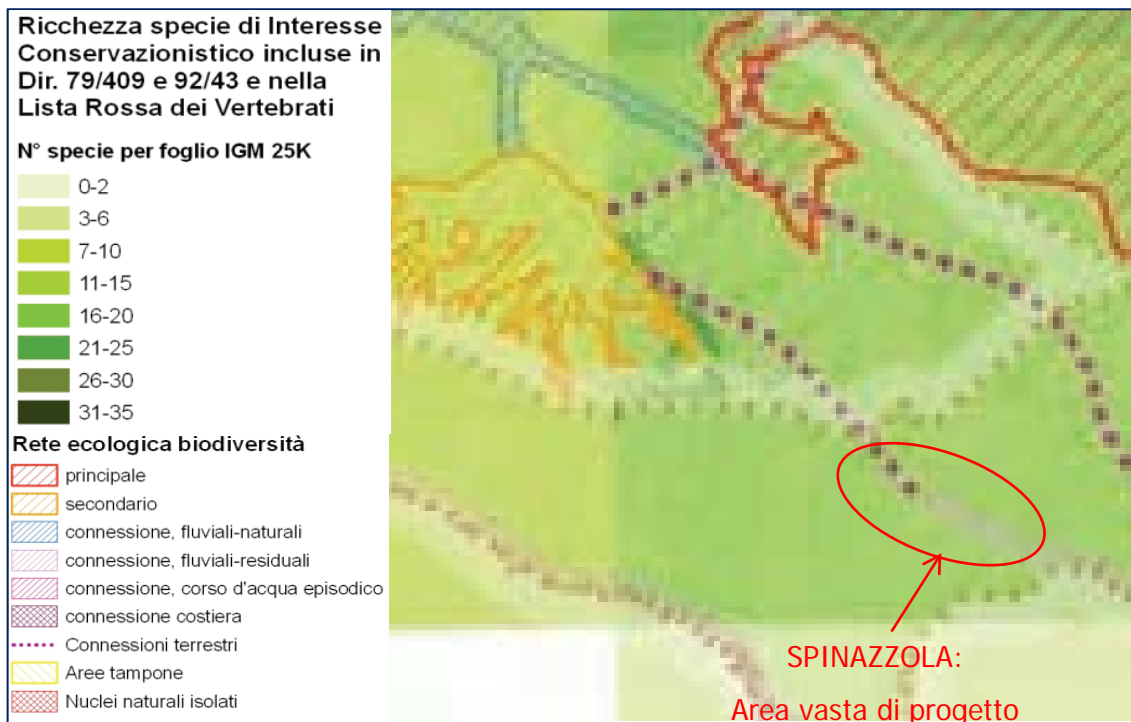 Ricchezza specie di Interesse
Conservazionistico incluse in
Dir. 79/409 e 92/43 e nella
Lista Rossa dei Vertebrati
N° specie per foglio IGM 25K
0-2
3-6
7-10
11-15
16-20
21-25
26-30
31-35
Rete ecologica biodiversità
principale
secondario
connessione, fluviali-naturali
connessione, fluviali-residuali
connessione, corso d'acqua episodico
connessione costiera
Connessioni terrestri
Aree tampone
Nuclei naturali isolati
SPINAZZOLA:
Area vasta di progetto